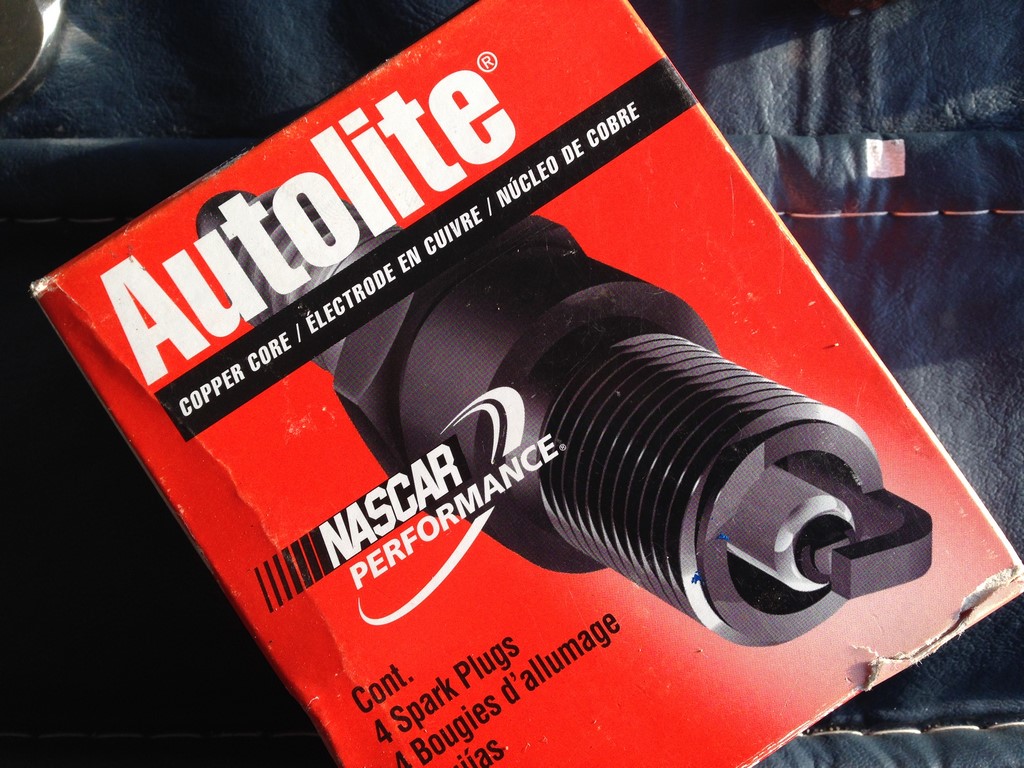 Autolite®
COPPER CORE / ÉLECTRODE EN CUIVRE / NÚCLEO DE COBRE
NASCAR
PERFORMANCE®
Cont.
4 Spark Plugs
4 Bougies d'allumage